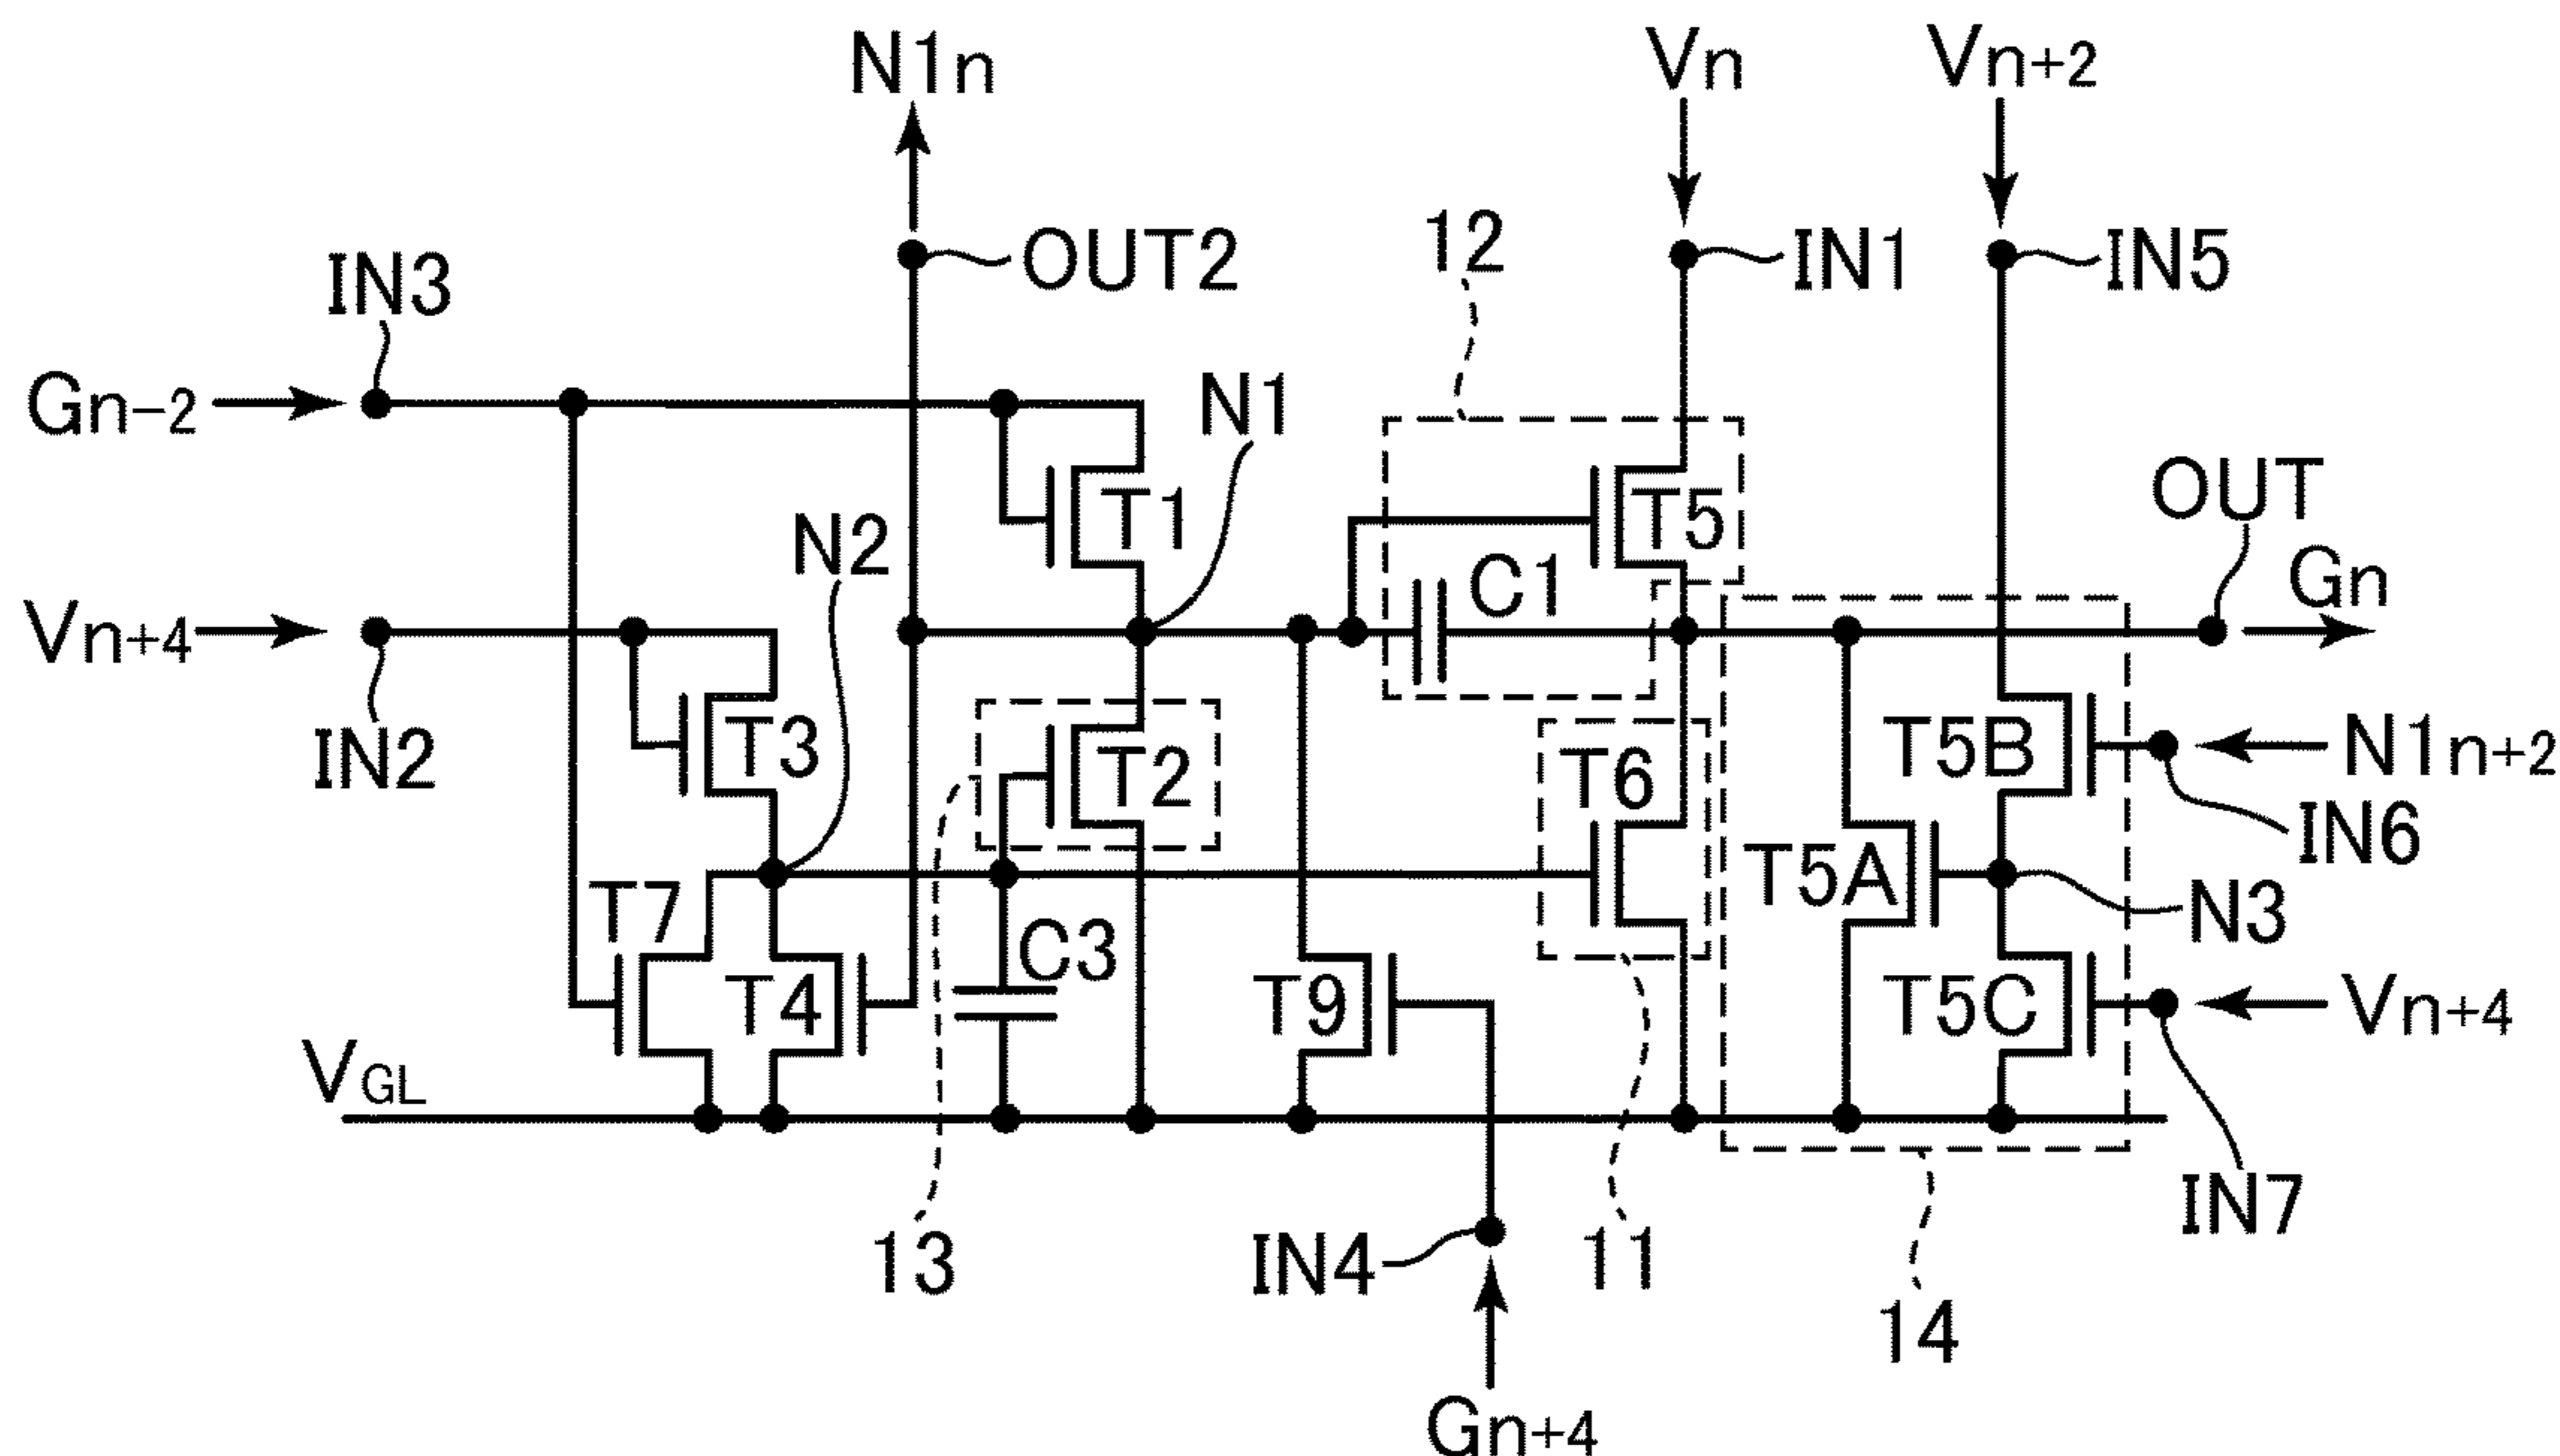 N1n
Vn
Vn+2
OUT2
12
IN1
IN5
IN3
Gn-2
N1
T1
T5
OUT
Gn
N2
C1
Vn+4
IN2
T3
T2
T6
T5B
N1n+2
IN6
T5A
N3
T7
T4
C3
T9
T5C
Vn+4
VGL
IN7
13
IN4
11
14
Gn+4